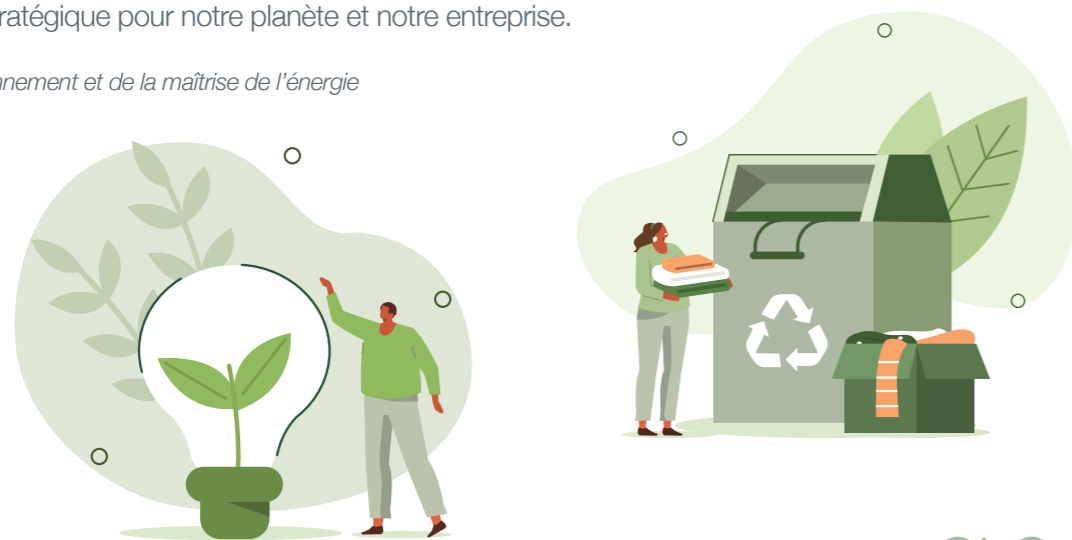 ratégique pour notre planète et notre entreprise.
nnement et de la maîtrise de l’énergie